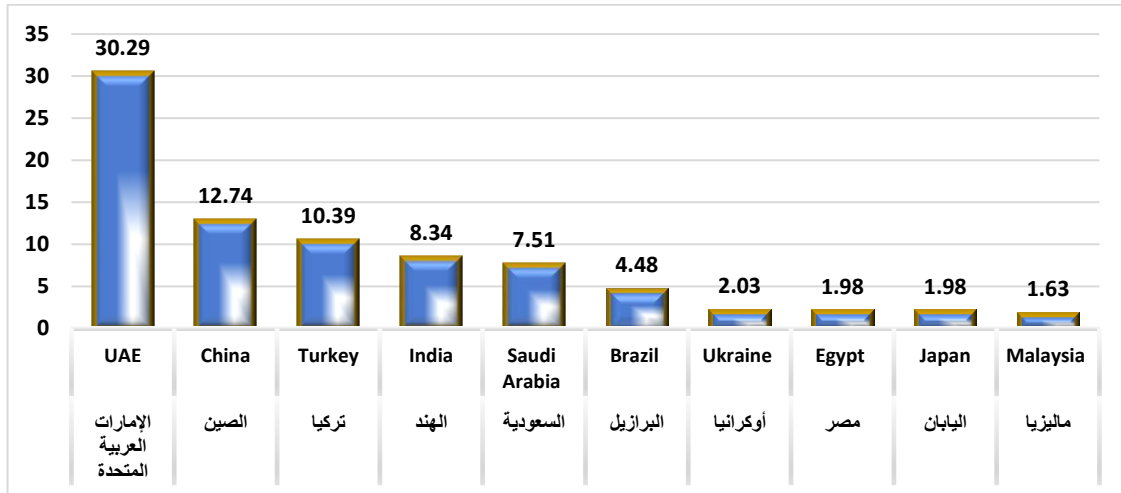 35
30
25
20
15
10
5
0
30.29
12.74
10.39
8.34
7.51
4.48
2.03
1.98
1.98
1.63
UAE
China
Turkey
India
Saudi
Arabia
Brazil
Ukraine
Egypt
Japan
Malaysia
الإمارات
العربية
المتحدة
الصين
تركيا
الهند
السعودية
البرازيل
أوكرانيا
مصر
اليابان
ماليزيا